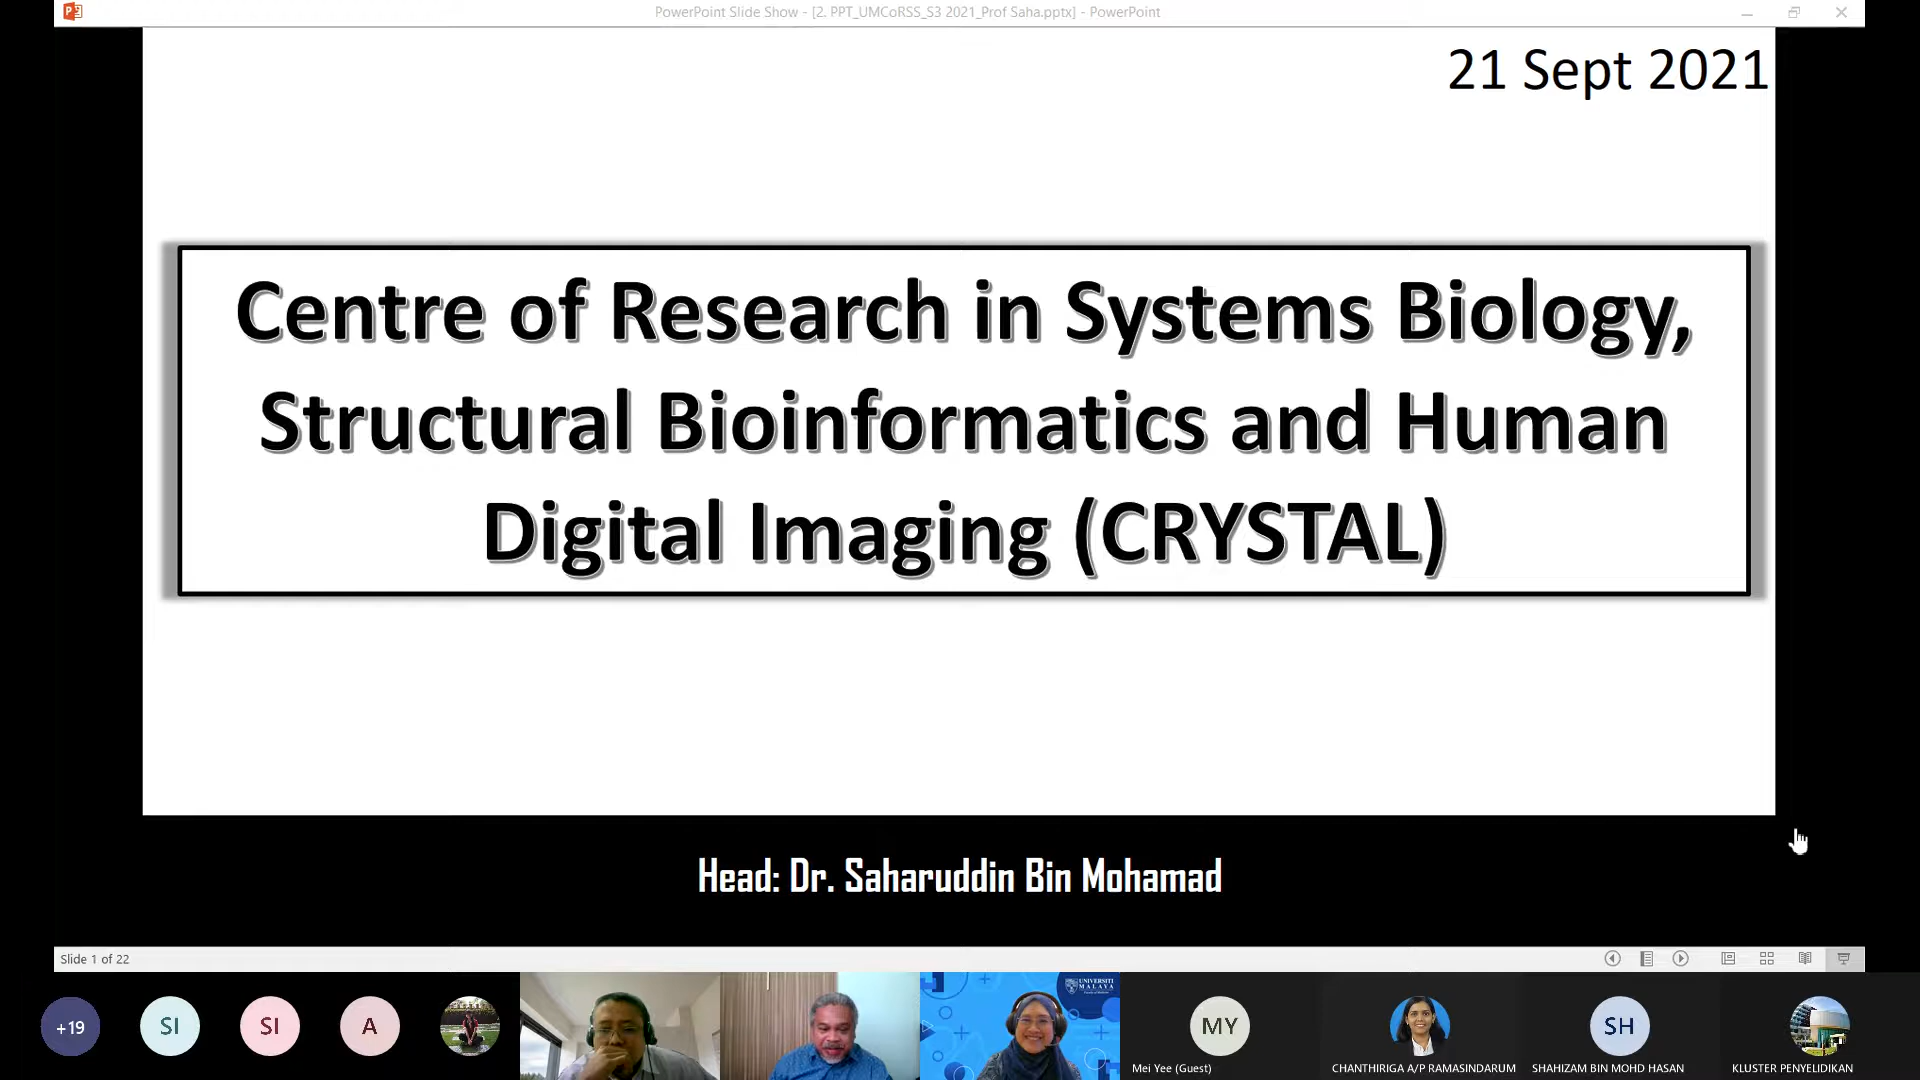 PowerPoint Slide Show - [2. PPT_UMCoRSS_S3 2021_Prof Saha.pptx] - PowerPoint
21 Sept 2021
Centre of Research in Systems Biology,
Structural Bioinformatics and Human
Digital Imaging (CRYSTAL)
Head: Dr. Saharuddin Bin Mohamad
Slide 1 of 22
+19
SI
SI
A
UNIVERSITI
MALAYA
MY
SH
Mei Yee (Guest)
CHANTHIRIGA A/P RAMASINDARUM
SHAHIZAM BIN MOHD HASAN
KLUSTER PENYELIDIKAN